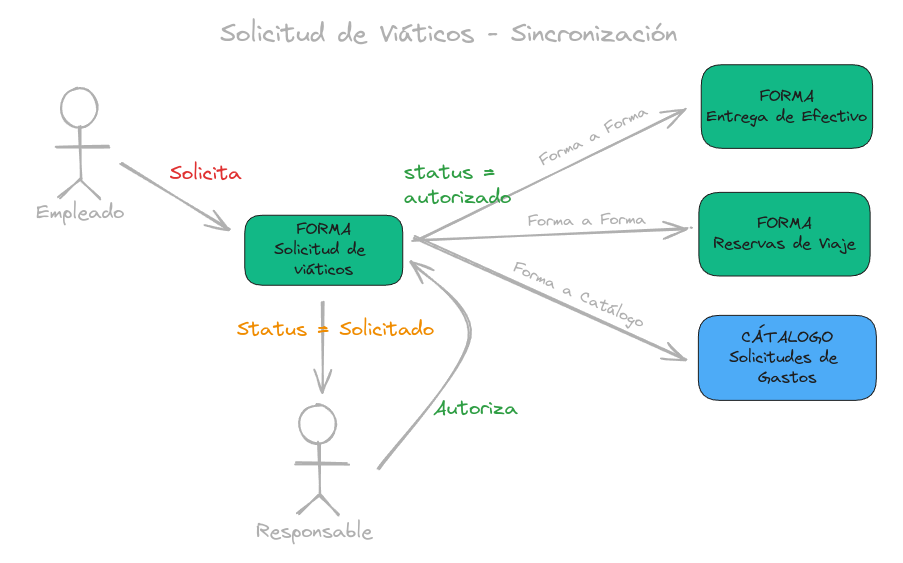 Solicitud de Viáticos - Sincronización
FORMA
Entrega de Efectivo
Forma a Forma
status =
autorizado
Solicita
Empleado
FORMA
Solicitud de
viáticos
Forma a Forma
FORMA
Reservas de Viaje
Forma a Catálogo
Status = Solicitado
CÁTALOGO
Solicitudes de
Gastos
Autoriza
Responsable